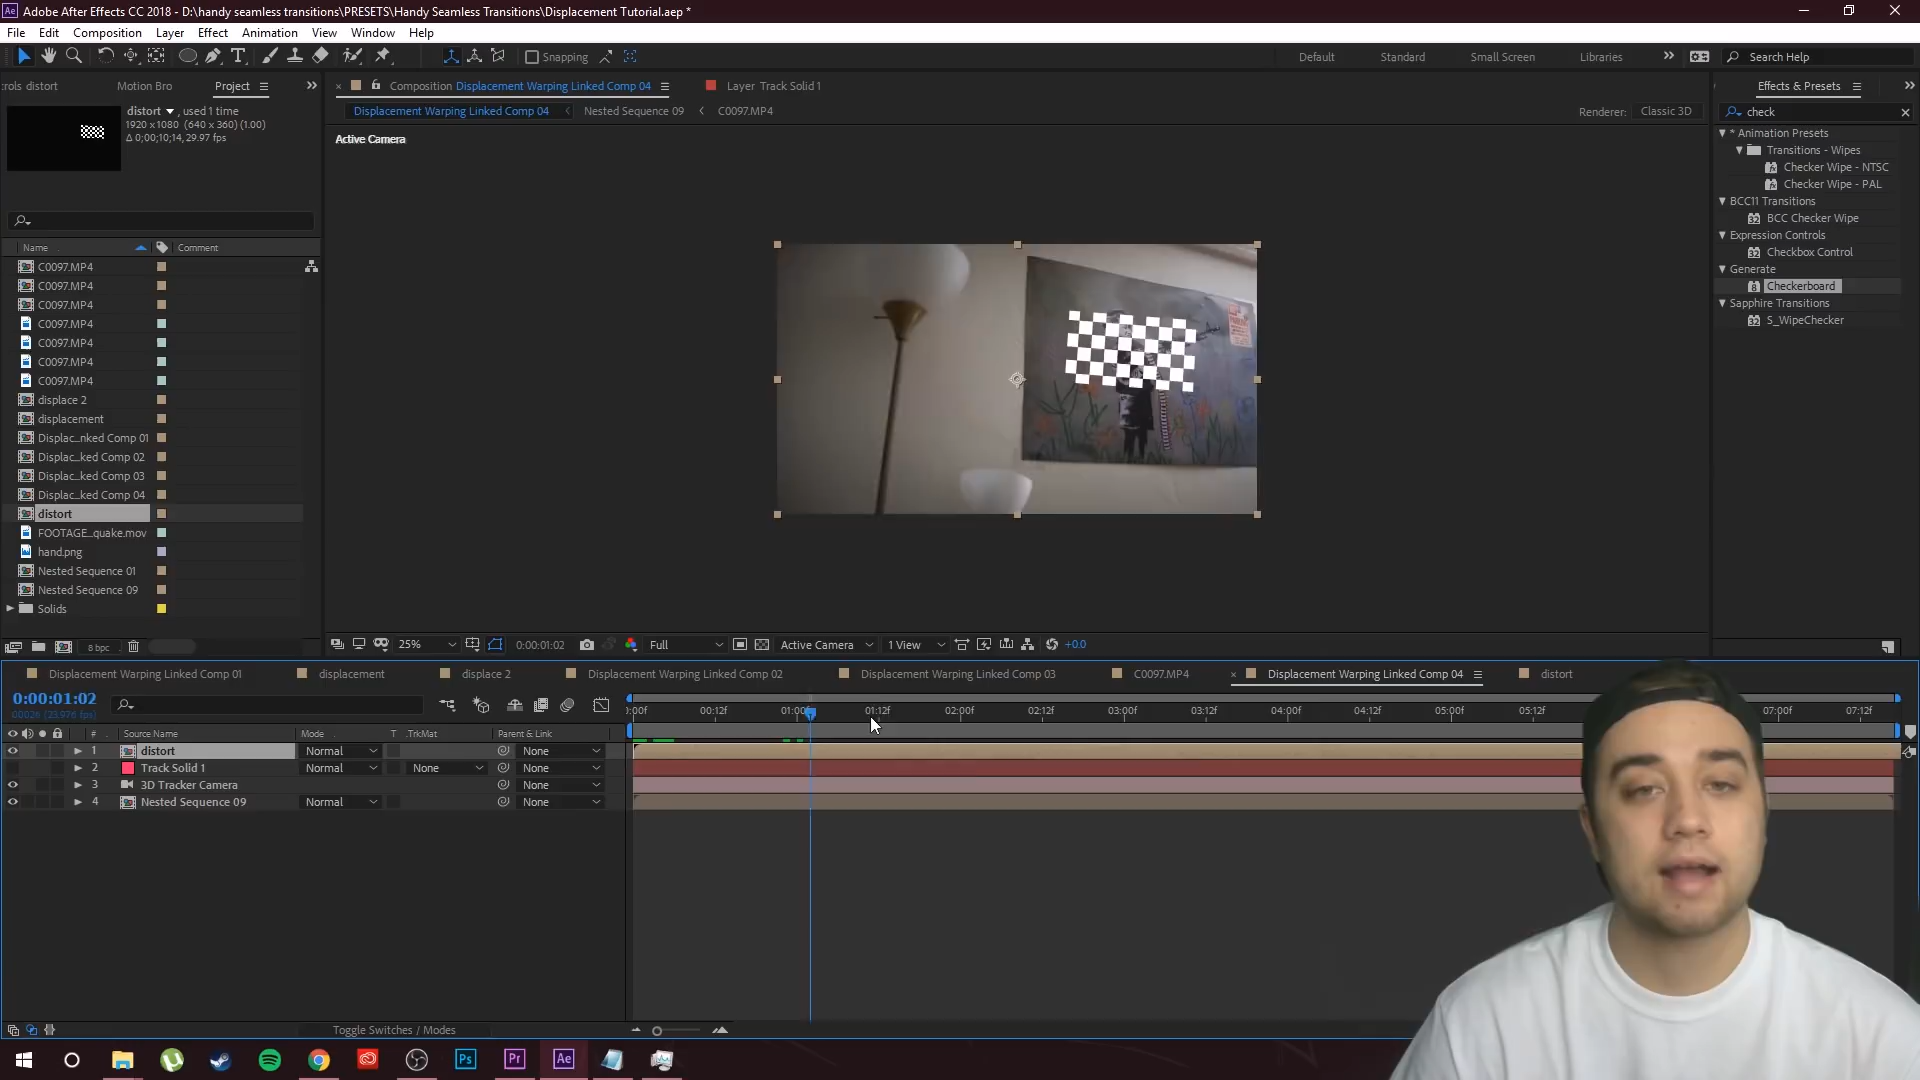 Ae Adobe After Effects CC 2018 - D:\handy seamless transitions\PRESETS\Handy Seamless Transitions\Displacement Tutorial.aep *
File Edit Composition Layer Effect Animation View Window Help
Snapping Default Standard Small Screen Libraries » Search Help
rols distort Motion Bro Project »
× Composition Displacement Warping Linked Comp 04 Layer Track Solid 1
Effects & Presets »
distort ▼, used 1 time
1920 x1080 (640 x 360) (1.00)
Δ 0;00;10;14, 29.97 fps
Displacement Warping Linked Comp 04 < Nested Sequence 09 < C0097.MP4
Renderer: Classic 3D
check
Active Camera
* Animation Presets
Transitions - Wipes
Checker Wipe - NTSC
Checker Wipe - PAL
BCC11 Transitions
BCC Checker Wipe
Expression Controls
Checkbox Control
Generate
Checkerboard
Sapphire Transitions
S_WipeChecker
Name Comment
C0097.MP4
C0097.MP4
C0097.MP4
C0097.MP4
C0097.MP4
C0097.MP4
C0097.MP4
displace 2
displacement
Displac...nked Comp 01
Displac...ked Comp 02
Displac...ked Comp 03
Displac...ked Comp 04
distort
FOOTAGE...quake.mov
hand.png
Nested Sequence 01
Nested Sequence 09
Solids
8 bpc
25% 0:00:01:02 Full Active Camera 1 View +0.0
Displacement Warping Linked Comp 01 displacement displace 2 Displacement Warping Linked Comp 02 Displacement Warping Linked Comp 03 C0097.MP4 × Displacement Warping Linked Comp 04 distort
0:00:01:02
00026 (23.976 fps)
:00f 00:12f 01:00f 01:12f 02:00f 02:12f 03:00f 03:12f 04:00f 04:12f 05:00f 05:12f 07:00f 07:12f
# Source Name Mode T .TrkMat Parent & Link
1 distort Normal None
2 Track Solid 1 Normal None None
3 3D Tracker Camera None
4 Nested Sequence 09 Normal None
Toggle Switches / Modes
Ps Pr Ae